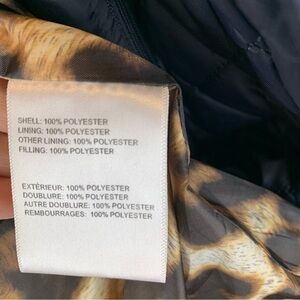 SHELL: 100% POLYESTER
LINING: 100% POLYESTER
OTHER LINING: 100% POLYESTER
FILLING: 100% POLYESTER
EXTÉRIEUR: 100% POLYESTER
DOUBLURE: 100% POLYESTER
AUTRE DOUBLURE: 100% POLYESTER
REMBOURRAGES: 100% POLYESTER